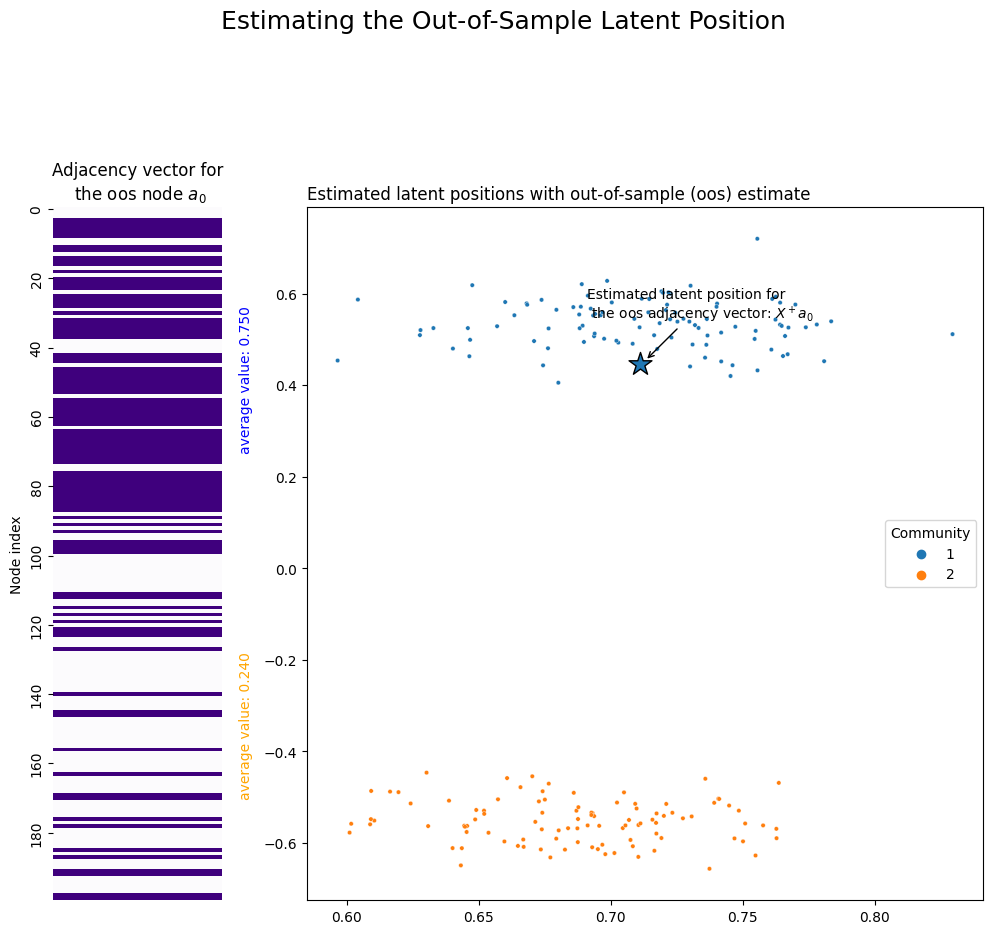 Estimating the Out-of-Sample Latent Position
Adjacency vector for
the oos node a₀
Node index
0
20
40
60
80
100
120
140
160
180
average value: 0.750
average value: 0.240
Estimated latent positions with out-of-sample (oos) estimate
0.6
0.4
0.2
0.0
−0.2
−0.4
−0.6
Estimated latent position for
the oos adjacency vector: X⁺a₀
Community
1
2
0.60
0.65
0.70
0.75
0.80